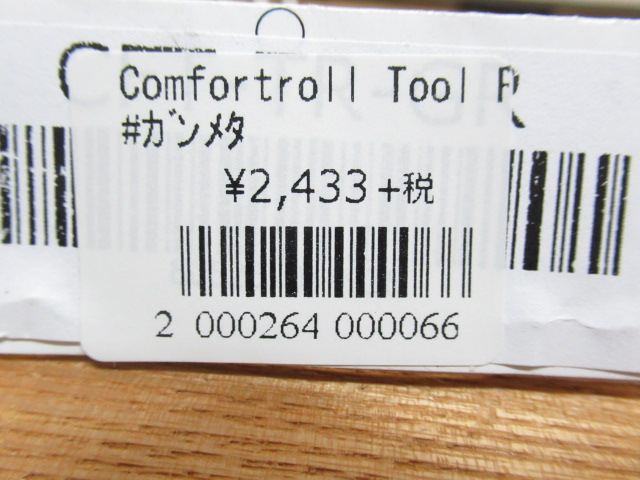 Comfortroll Tool R
#ｶﾞﾝﾒﾀ
¥2,433+税
2 000264 000066